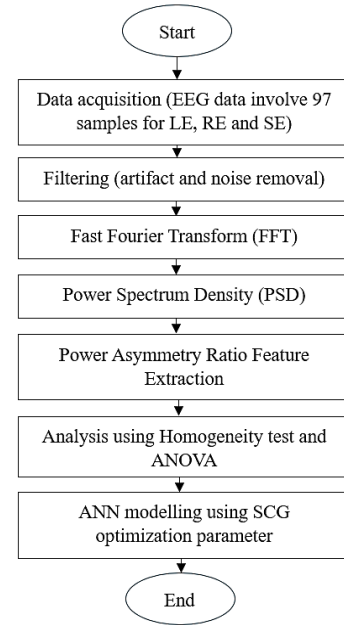 Start
Data acquisition (EEG data involve 97
samples for LE, RE and SE)
Filtering (artifact and noise removal)
Fast Fourier Transform (FFT)
Power Spectrum Density (PSD)
Power Asymmetry Ratio Feature
Extraction
Analysis using Homogeneity test and
ANOVA
ANN modelling using SCG
optimization parameter
End